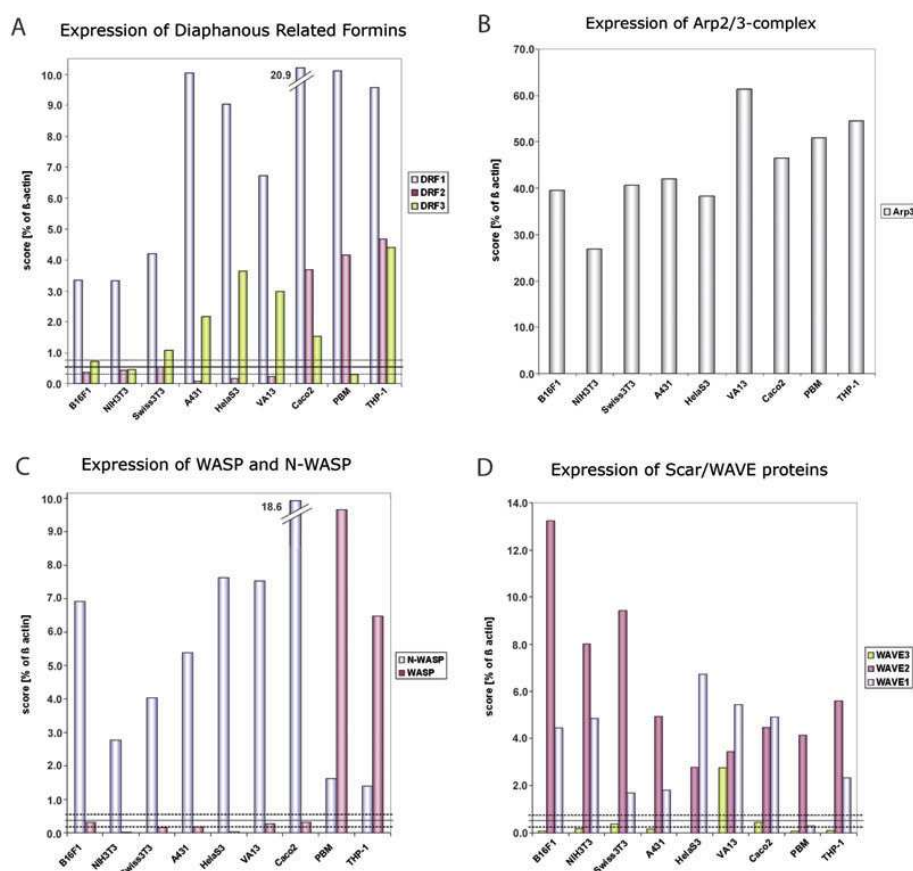 A
Expression of Diaphanous Related Formins
20.9
10.0
9.0
8.0
7.0
6.0
5.0
4.0
3.0
2.0
1.0
0.0
score [% of ß-actin]
B16F1
NIH3T3
Swiss3T3
A431
HelaS3
VA13
Caco2
PBM
THP-1
DRF1
DRF2
DRF3
B
Expression of Arp2/3-complex
70.0
60.0
50.0
40.0
30.0
20.0
10.0
0.0
score [% of ß actin]
B16F1
NIH3T3
Swiss3T3
A431
HelaS3
VA13
Caco2
PBM
THP-1
Arp3
C
Expression of WASP and N-WASP
18.6
10.0
9.0
8.0
7.0
6.0
5.0
4.0
3.0
2.0
1.0
0.0
score [% of ß actin]
B16F1
NIH3T3
Swiss3T3
A431
HelaS3
VA13
Caco2
PBM
THP-1
N-WASP
WASP
D
Expression of Scar/WAVE proteins
14.0
12.0
10.0
8.0
6.0
4.0
2.0
0.0
score [% of ß actin]
B16F1
NIH3T3
Swiss3T3
A431
HelaS3
VA13
Caco2
PBM
THP-1
WAVE3
WAVE2
WAVE1